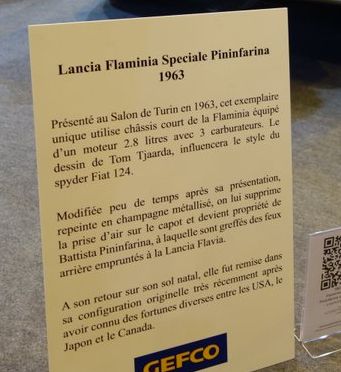 Lancia Flaminia Speciale Pininfarina
1963
Présenté au Salon de Turin en 1963, cet exemplaire
unique utilise châssis court de la Flaminia équipé
d'un moteur 2.8 litres avec 3 carburateurs. Le
dessin de Tom Tjaarda, influencera le style du
spyder Fiat 124.
Modifiée peu de temps après sa présentation,
repeinte en champagne métallisé, on lui supprime
la prise d'air sur le capot et devient propriété de
Battista Pininfarina, à laquelle sont greffés des feux
arrière empruntés à la Lancia Flavia.
A son retour sur son sol natal, elle fut remise dans
sa configuration originelle très récemment après
avoir connu des fortunes diverses entre les USA, le
Japon et le Canada.
GEFCO